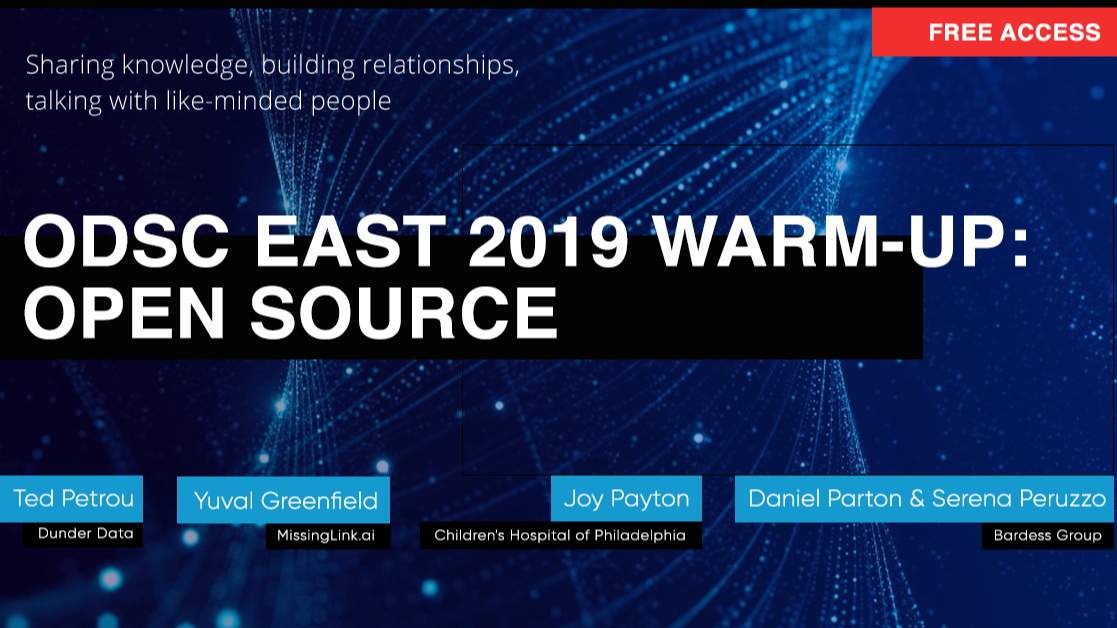 FREE ACCESS
Sharing knowledge, building relationships,
talking with like-minded people
ODSC EAST 2019 WARM-UP:
OPEN SOURCE
Ted Petrou
Dunder Data
Yuval Greenfield
MissingLink.ai
Joy Payton
Children's Hospital of Philadelphia
Daniel Parton & Serena Peruzzo
Bardess Group